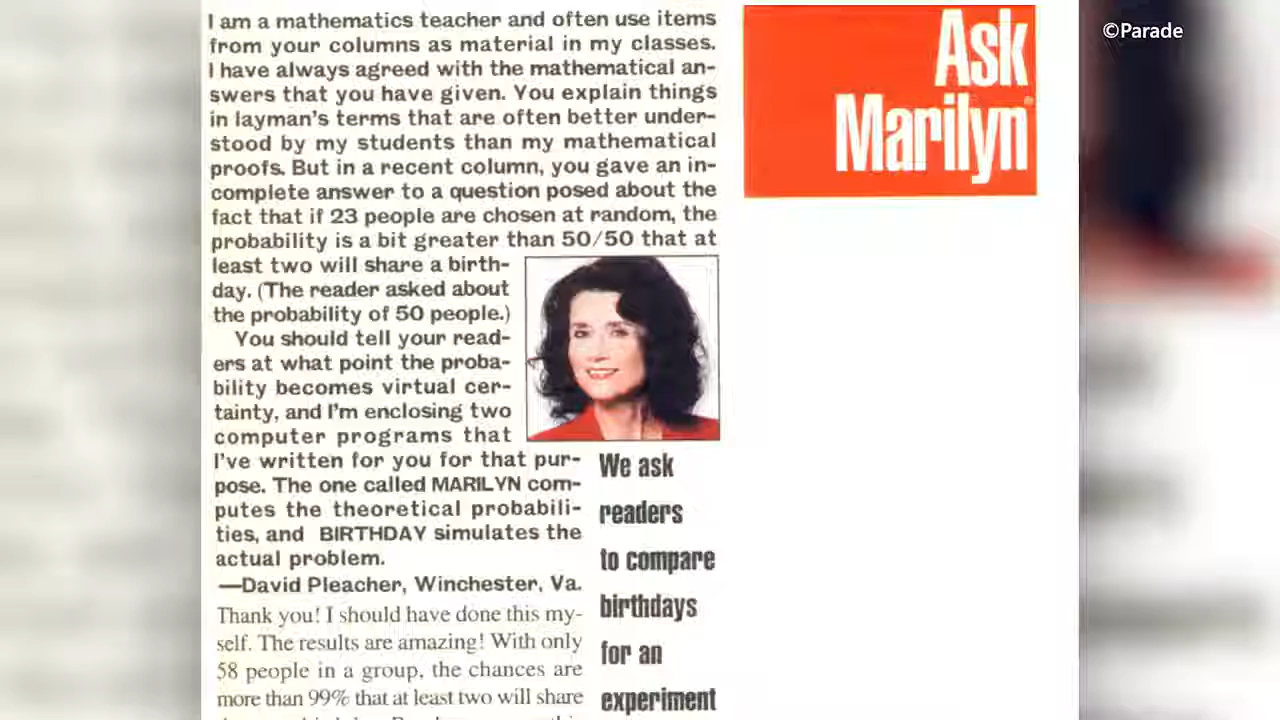 I am a mathematics teacher and often use items
from your columns as material in my classes.
I have always agreed with the mathematical an-
swers that you have given. You explain things
in layman's terms that are often better under-
stood by my students than my mathematical
proofs. But in a recent column, you gave an in-
complete answer to a question posed about the
fact that if 23 people are chosen at random, the
probability is a bit greater than 50/50 that at
least two will share a birth-
day. (The reader asked about
the probability of 50 people.)
You should tell your read-
ers at what point the proba-
bility becomes virtual cer-
tainty, and I'm enclosing two
computer programs that
I've written for you for that pur-
pose. The one called MARILYN com-
putes the theoretical probabili-
ties, and BIRTHDAY simulates the
actual problem.
—David Pleacher, Winchester, Va.
Thank you! I should have done this my-
self. The results are amazing! With only
58 people in a group, the chances are
more than 99% that at least two will share
We ask
readers
to compare
birthdays
for an
experiment
Ask
Marilyn®
©Parade